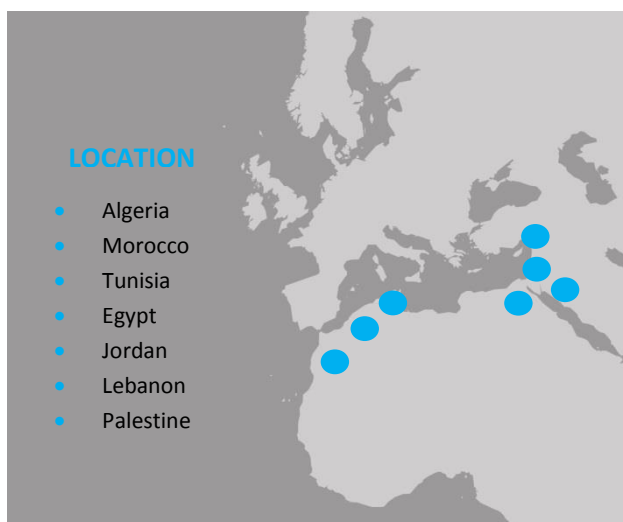 LOCATION
Algeria
Morocco
Tunisia
Egypt
Jordan
Lebanon
Palestine